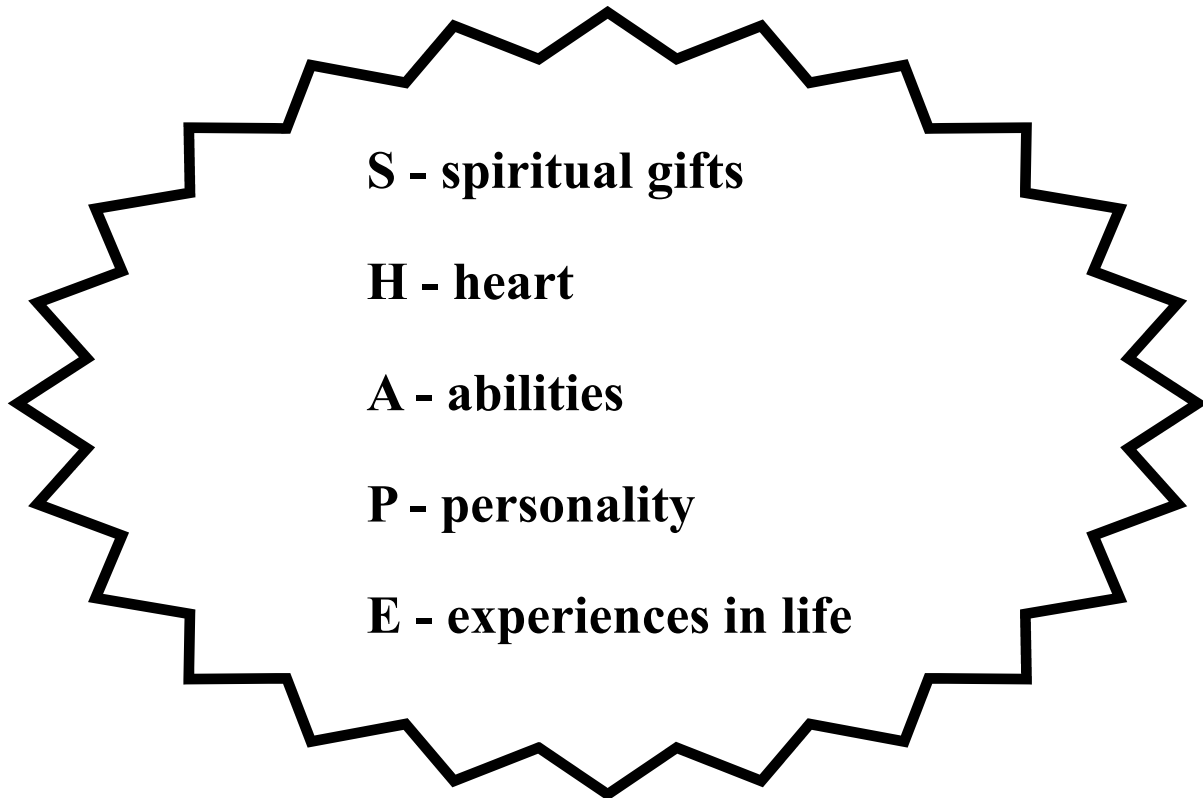 S - spiritual gifts
H - heart
A - abilities
P - personality
E - experiences in life